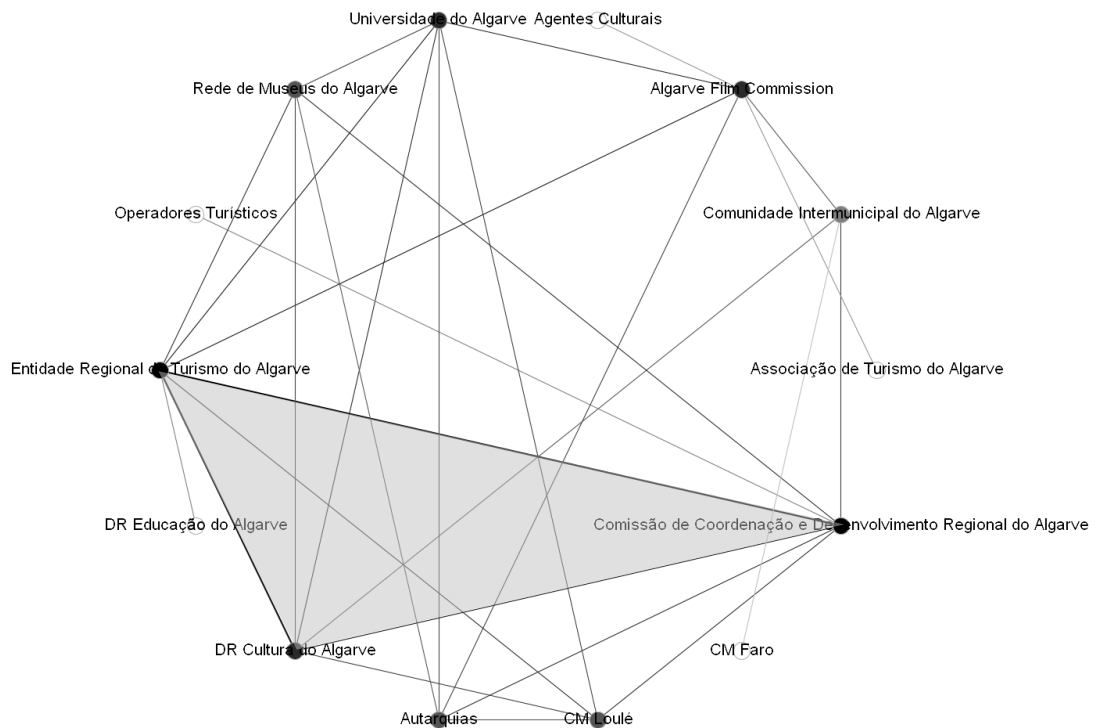 Universidade do Algarve
Agentes Culturais
Rede de Museus do Algarve
Algarve Film Commission
Operadores Turísticos
Comunidade Intermunicipal do Algarve
Entidade Regional do Turismo do Algarve
Associação de Turismo do Algarve
DR Educação do Algarve
Comissão de Coordenação e Desenvolvimento Regional do Algarve
DR Cultura do Algarve
CM Faro
Autarquias
CM Loulé